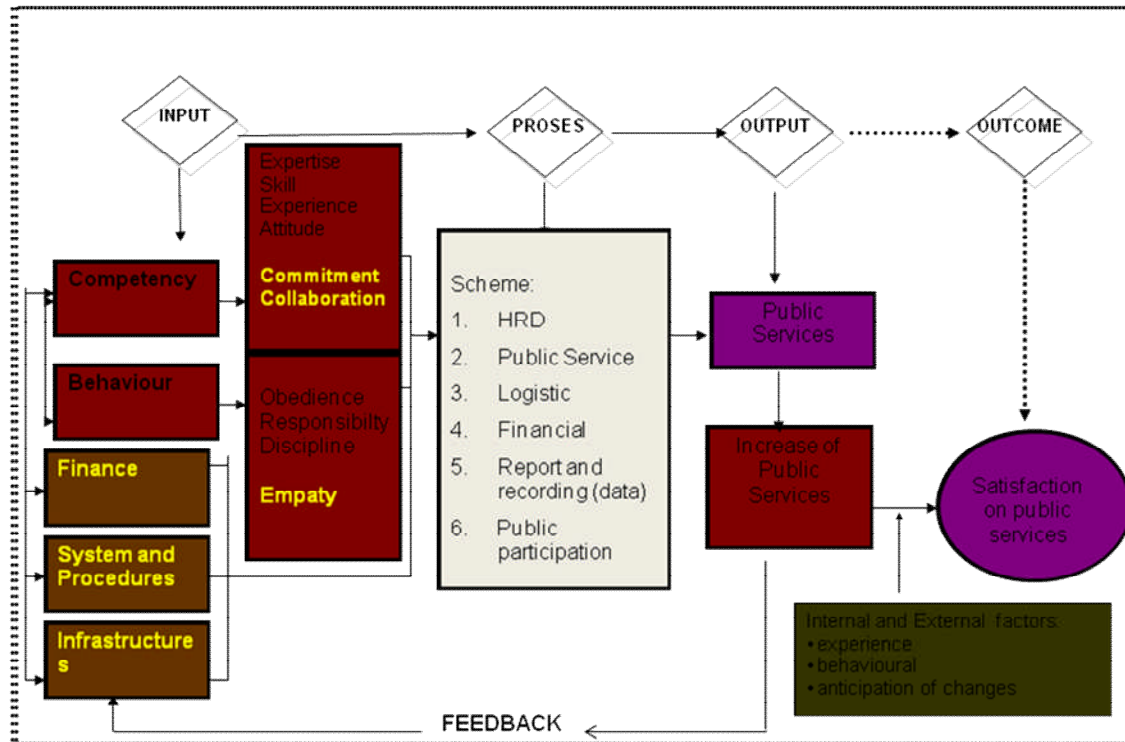 INPUT
PROSES
OUTPUT
OUTCOME
Expertise
Skill
Experience
Attitude
Commitment
Collaboration
Competency
Behaviour
Obedience
Responsibilty
Discipline
Empaty
Finance
System and
Procedures
Infrastructure
s
Scheme:
1. HRD
2. Public Service
3. Logistic
4. Financial
5. Report and
recording (data)
6. Public
participation
Public
Services
Increase of
Public
Services
Satisfaction
on public
services
Internal and External factors:
• experience
• behavioural
• anticipation of changes
FEEDBACK